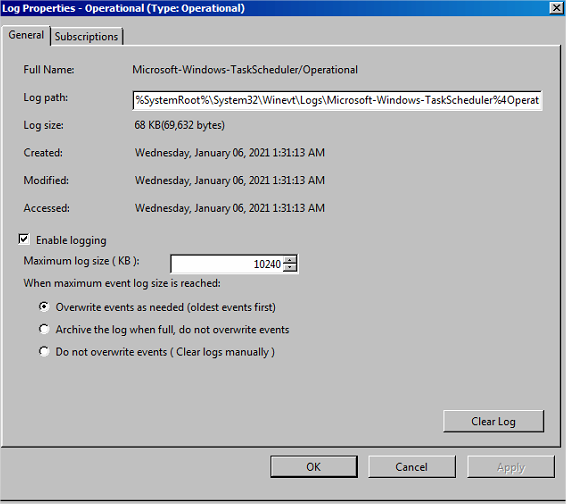 Log Properties - Operational (Type: Operational)
General Subscriptions
Full Name: Microsoft-Windows-TaskScheduler/Operational
Log path: %SystemRoot%\System32\Winevt\Logs\Microsoft-Windows-TaskScheduler%4Operat
Log size: 68 KB(69,632 bytes)
Created: Wednesday, January 06, 2021 1:31:13 AM
Modified: Wednesday, January 06, 2021 1:31:13 AM
Accessed: Wednesday, January 06, 2021 1:31:13 AM
Enable logging
Maximum log size ( KB ): 10240
When maximum event log size is reached:
Overwrite events as needed (oldest events first)
Archive the log when full, do not overwrite events
Do not overwrite events ( Clear logs manually )
Clear Log
OK Cancel Apply